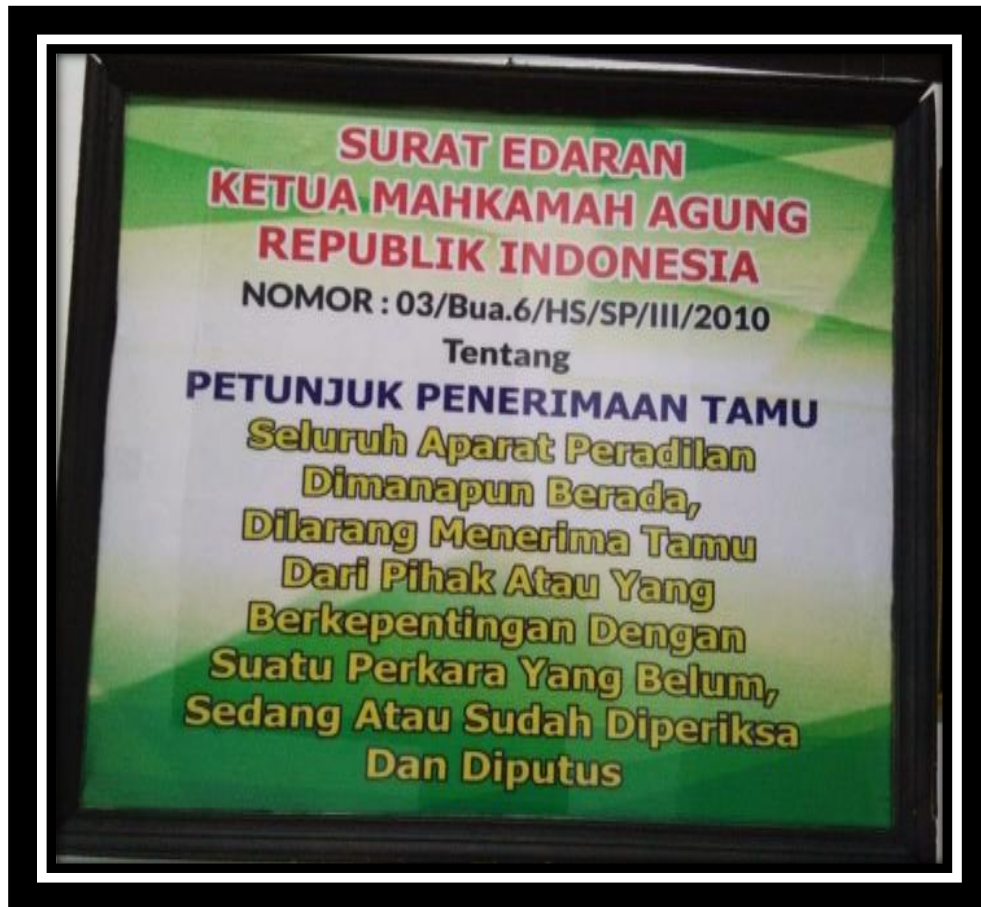 SURAT EDARAN
KETUA MAHKAMAH AGUNG
REPUBLIK INDONESIA
NOMOR : 03/Bua.6/HS/SP/III/2010
Tentang
PETUNJUK PENERIMAAN TAMU
Seluruh Aparat Peradilan
Dimanapun Berada,
Dilarang Menerima Tamu
Dari Pihak Atau Yang
Berkepentingan Dengan
Suatu Perkara Yang Belum,
Sedang Atau Sudah Diperiksa
Dan Diputus